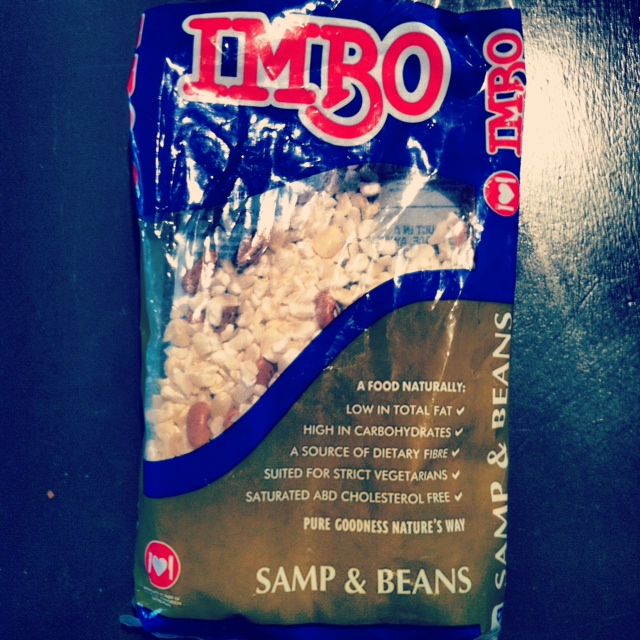 IMBO
IMBO
A FOOD NATURALLY:
LOW IN TOTAL FAT ✓
HIGH IN CARBOHYDRATES ✓
A SOURCE OF DIETARY FIBRE ✓
SUITED FOR STRICT VEGETARIANS ✓
SATURATED ABD CHOLESTEROL FREE ✓
PURE GOODNESS NATURE'S WAY
SAMP & BEANS
SAMP & BEANS